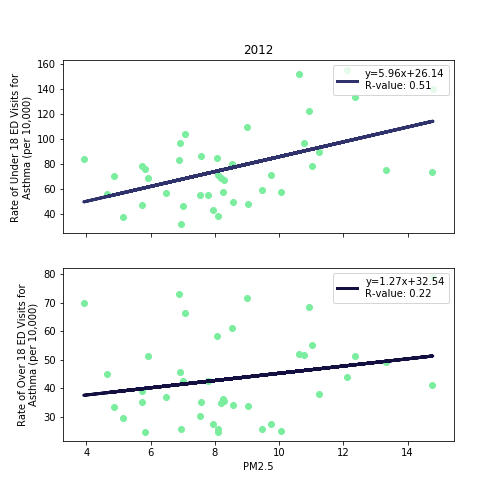 2012
160
140
120
100
80
60
40
Rate of Under 18 ED Visits for
Asthma (per 10,000)
y=5.96x+26.14
R-value: 0.51
80
70
60
50
40
30
Rate of Over 18 ED Visits for
Asthma (per 10,000)
y=1.27x+32.54
R-value: 0.22
4 6 8 10 12 14
PM2.5